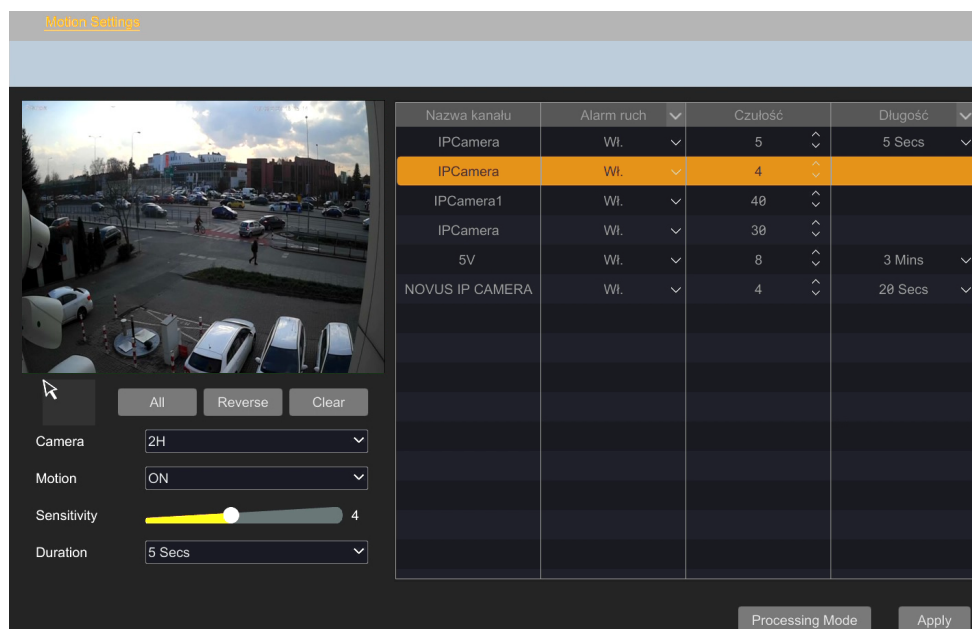 Motion Settings
Nazwa kanału Alarm ruch Czułość Długość
IPCamera Wł. 5 5 Secs
IPCamera Wł. 4
IPCamera1 Wł. 40
IPCamera Wł. 30
5V Wł. 8 3 Mins
NOVUS IP CAMERA Wł. 4 20 Secs
All Reverse Clear
Camera 2H
Motion ON
Sensitivity 4
Duration 5 Secs
Processing Mode Apply